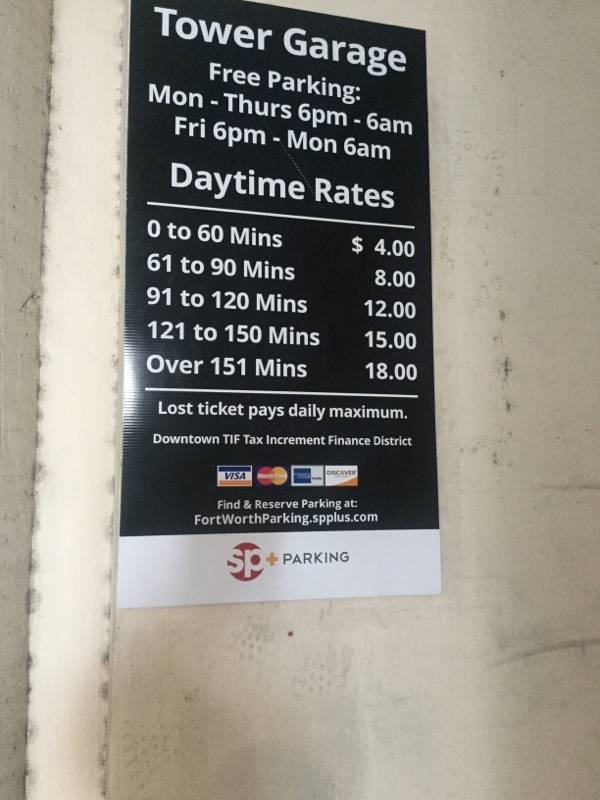 Tower Garage
Free Parking:
Mon - Thurs 6pm - 6am
Fri 6pm - Mon 6am
Daytime Rates
0 to 60 Mins $ 4.00
61 to 90 Mins 8.00
91 to 120 Mins 12.00
121 to 150 Mins 15.00
Over 151 Mins 18.00
Lost ticket pays daily maximum.
Downtown TIF Tax Increment Finance District
VISA MasterCard DISCOVER
Find & Reserve Parking at:
FortWorthParking.spplus.com
sp+ PARKING